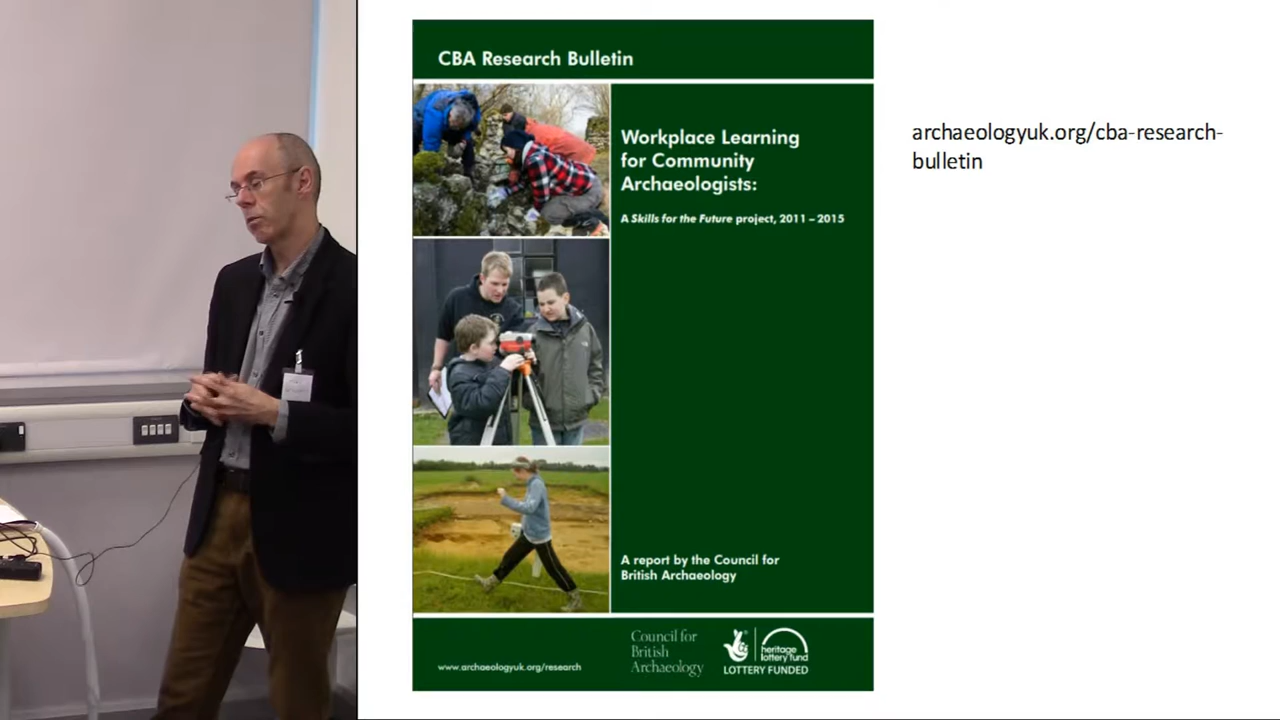 CBA Research Bulletin
Workplace Learning
for Community
Archaeologists:
A Skills for the Future project, 2011 – 2015
A report by the Council for
British Archaeology
www.archaeologyuk.org/research
Council for
British
Archaeology
heritage
lottery fund
LOTTERY FUNDED
archaeologyuk.org/cba-research-
bulletin